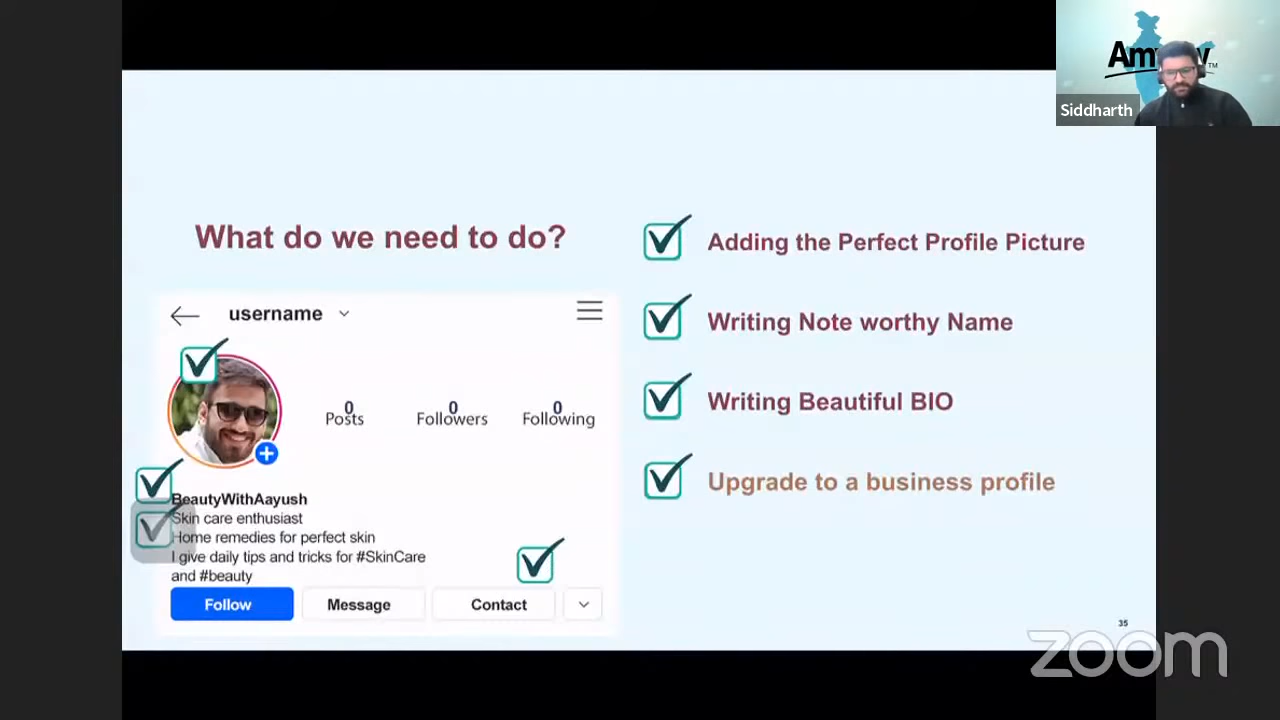 Siddharth
What do we need to do?
username
0
Posts
0
Followers
0
Following
BeautyWithAayush
Skin care enthusiast
Home remedies for perfect skin
I give daily tips and tricks for #SkinCare
and #beauty
Follow
Message
Contact
Adding the Perfect Profile Picture
Writing Note worthy Name
Writing Beautiful BIO
Upgrade to a business profile
35
zoom